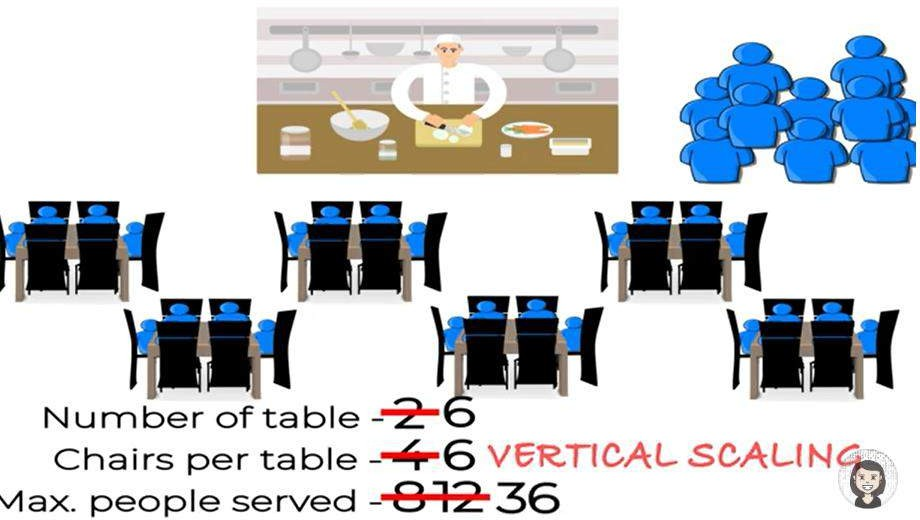 Number of table - 2 6
Chairs per table - 4 6 VERTICAL SCALING
Max. people served - 8 12 36